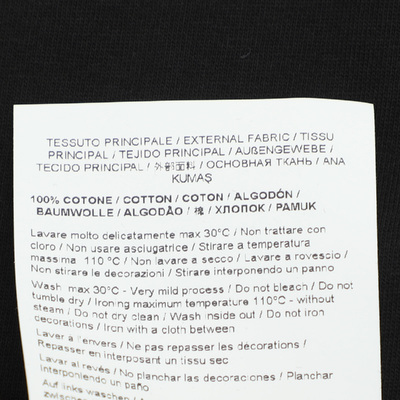 TESSUTO PRINCIPALE / EXTERNAL FABRIC / TISSU
PRINCIPAL / TEJIDO PRINCIPAL / AUßENGEWEBE /
TECIDO PRINCIPAL / 外部面料 / ОСНОВНАЯ ТКАНЬ / ANA
KUMAŞ
100% COTONE / COTTON / COTON / ALGODÓN /
BAUMWOLLE / ALGODÃO / 棉 / ХЛОПОК / PAMUK
Lavare molto delicatamente max 30°C / Non trattare con
cloro / Non usare asciugatrice / Stirare a temperatura
massima 110 °C / Non lavare a secco / Lavare a rovescio /
Non stirare le decorazioni / Stirare interponendo un panno
Wash max 30°C - Very mild process / Do not bleach / Do not
tumble dry / Ironing maximum temperature 110°C - without
steam / Do not dry clean / Wash inside out / Do not iron
decorations / Iron with a cloth between
Laver à l'envers / Ne pas repasser les décorations /
Repasser en interposant un tissu sec
Lavar al revés / No planchar las decoraciones / Planchar
interponiendo un paño
Auf links waschen /
zwischen